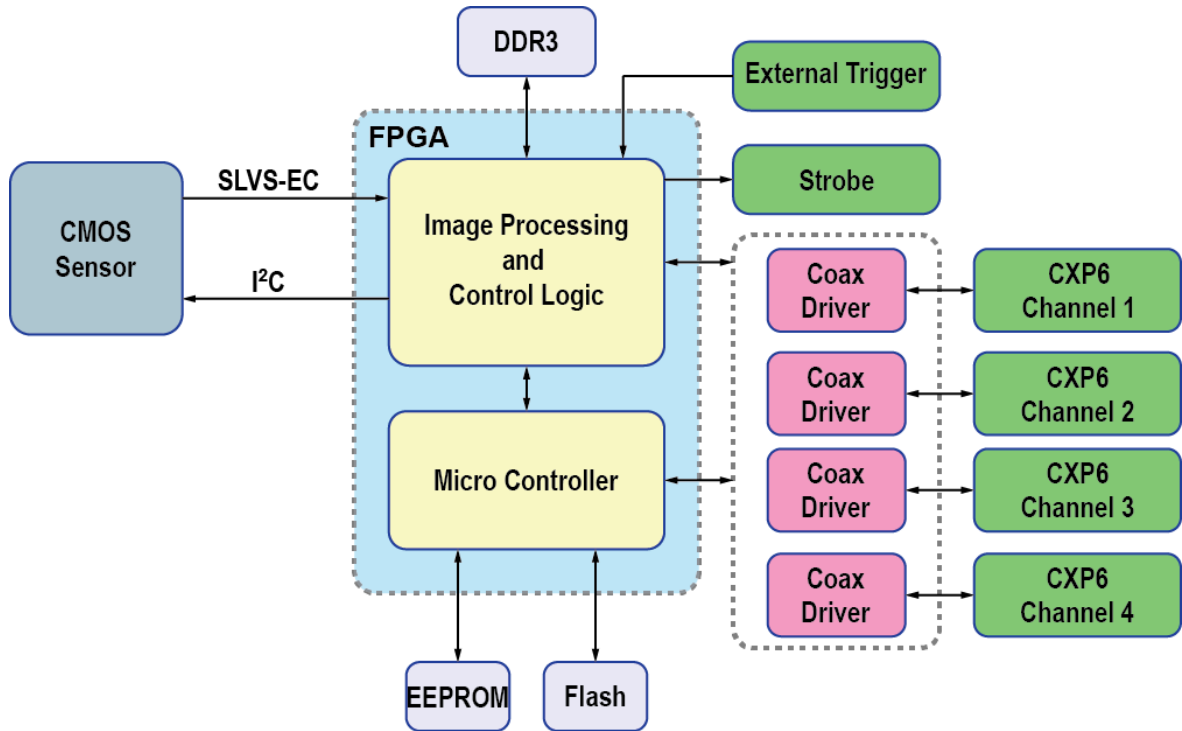 DDR3
External Trigger
FPGA
SLVS-EC
CMOS
Sensor
I²C
Image Processing
and
Control Logic
Strobe
Coax
Driver
CXP6
Channel 1
Coax
Driver
CXP6
Channel 2
Micro Controller
Coax
Driver
CXP6
Channel 3
Coax
Driver
CXP6
Channel 4
EEPROM
Flash